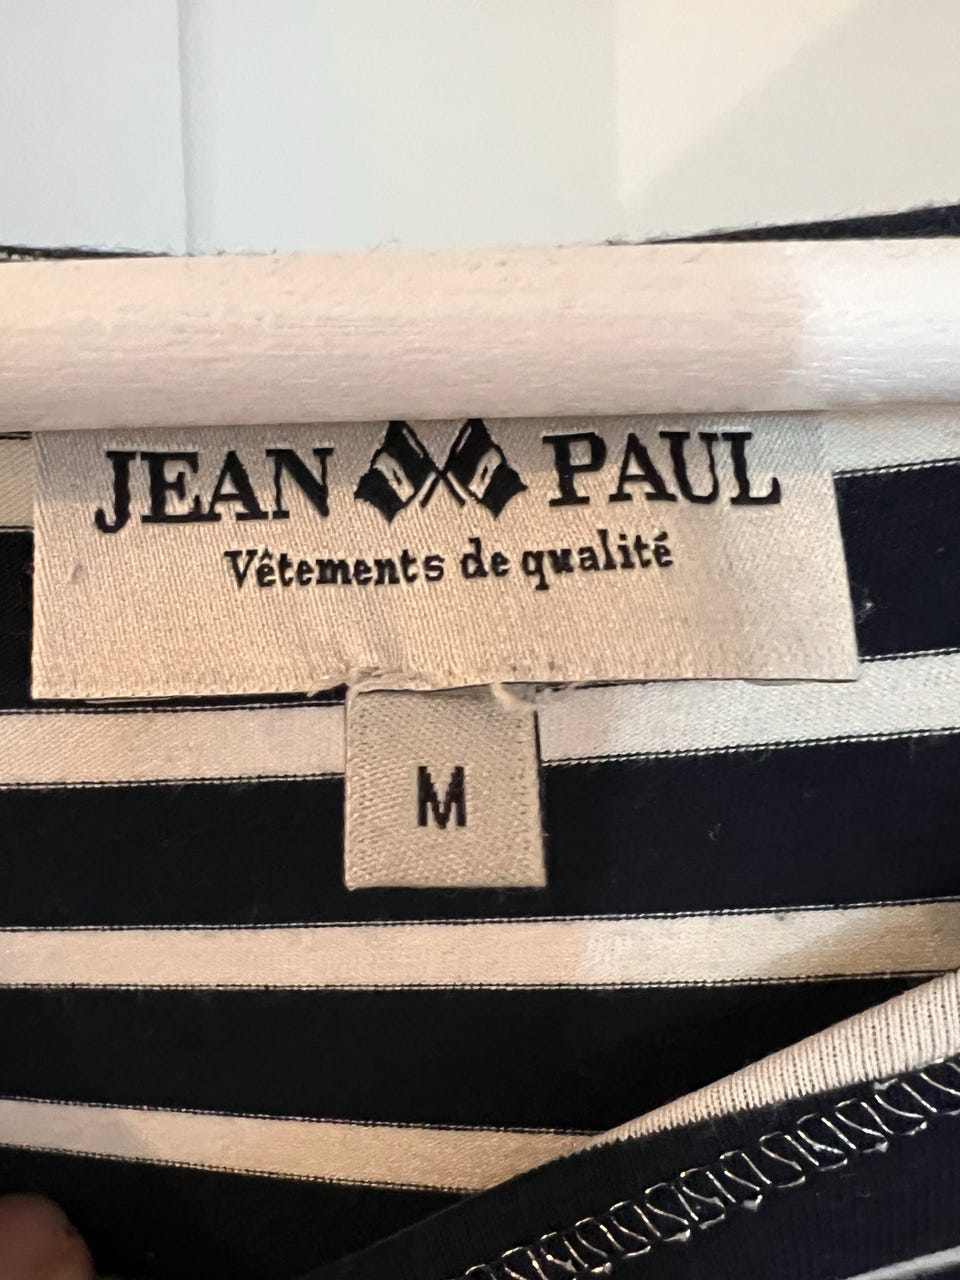 JEAN PAUL
Vêtements de qualité
M